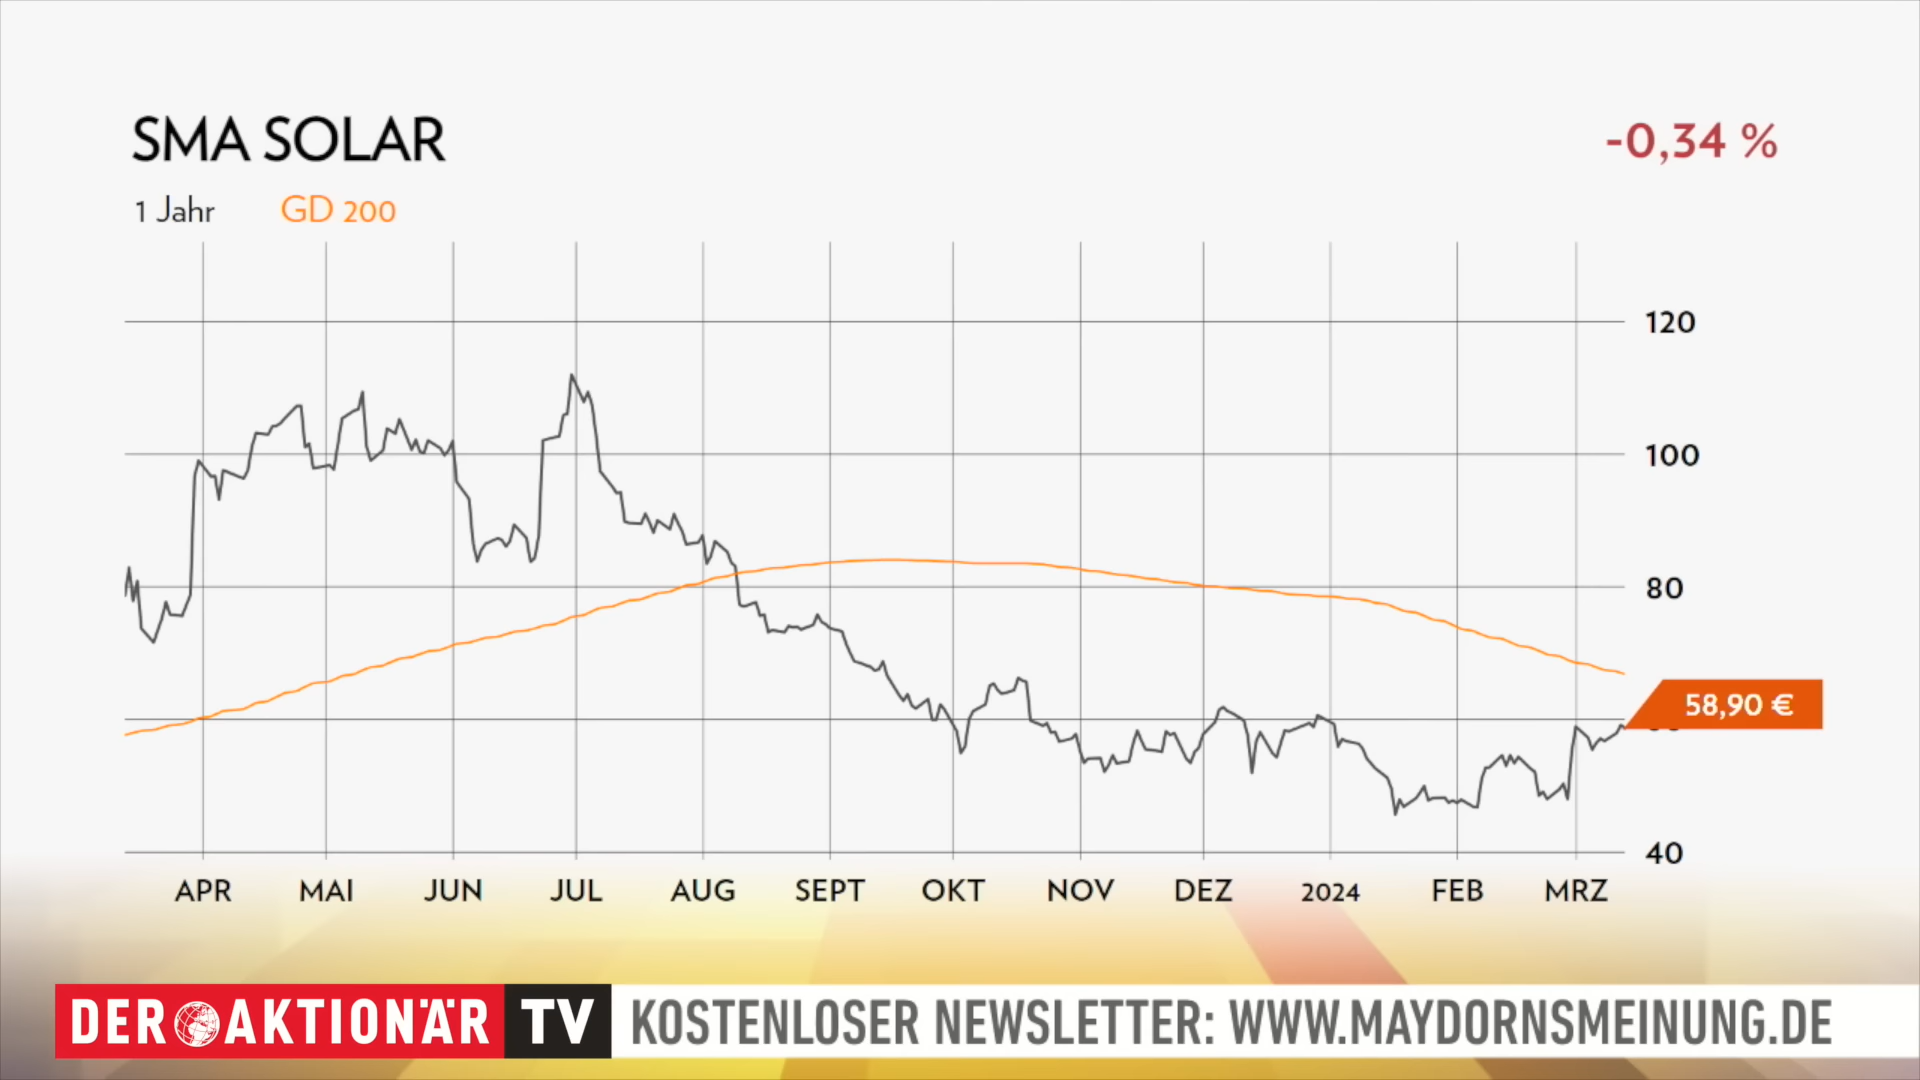 SMA SOLAR
-0,34 %
1 Jahr GD 200
120
100
80
58,90 €
40
APR MAI JUN JUL AUG SEPT OKT NOV DEZ 2024 FEB MRZ
DER AKTIONÄR TV KOSTENLOSER NEWSLETTER: WWW.MAYDORNSMEINUNG.DE